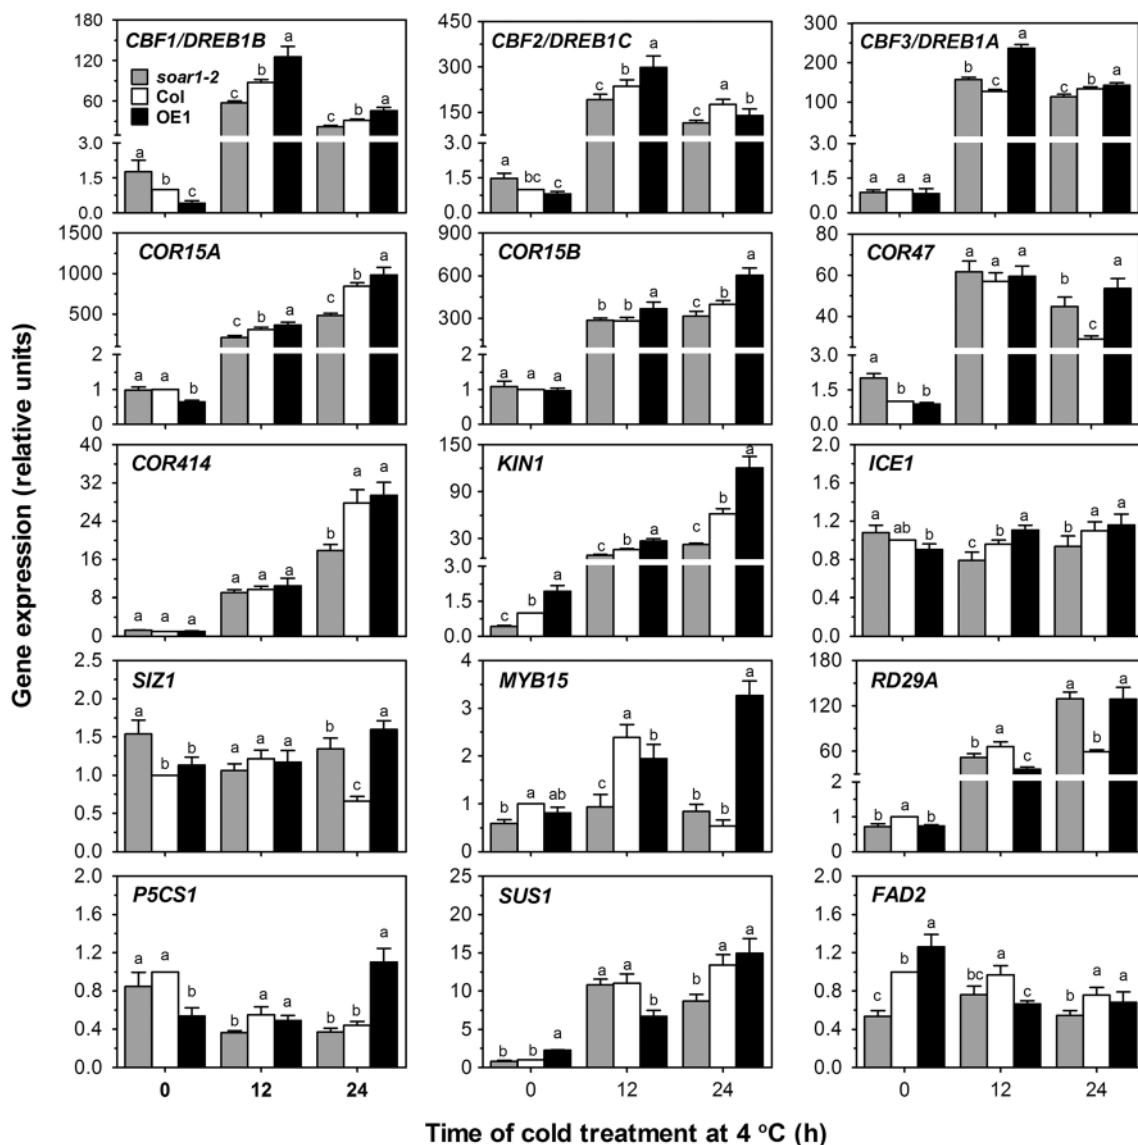 Gene expression (relative units)
CBF1/DREB1B
soar1-2
Col
OE1
180
120
60
3.0
1.5
0.0
a
b
c
c
b
a
c
b
a
CBF2/DREB1C
450
300
150
3.0
1.5
0.0
a
bc
c
c
b
a
c
a
b
CBF3/DREB1A
300
200
100
3.0
1.5
0.0
a
a
a
b
c
a
c
b
a
COR15A
1500
1000
500
2
1
0
a
a
b
c
b
a
c
b
a
COR15B
900
600
300
2
1
0
a
a
a
b
b
a
c
b
a
COR47
80
60
40
3.0
1.5
0.0
a
b
b
a
a
a
b
c
a
COR414
40
32
24
16
8
0
a
a
a
a
a
a
b
a
a
KIN1
150
90
30
3.0
1.5
0.0
c
b
a
c
b
a
c
b
a
ICE1
2.0
1.6
1.2
0.8
0.4
0.0
a
ab
b
c
b
a
b
a
a
SIZ1
2.5
2.0
1.5
1.0
0.5
0.0
a
b
b
a
a
a
b
c
a
MYB15
4
3
2
1
0
b
a
ab
c
a
b
b
b
a
RD29A
180
120
60
2
1
0
b
a
b
b
a
c
a
b
a
P5CS1
2.0
1.6
1.2
0.8
0.4
0.0
a
a
b
b
a
a
b
b
a
0 12 24
SUS1
25
20
15
10
5
0
b
b
a
a
a
b
b
a
a
0 12 24
FAD2
2.0
1.6
1.2
0.8
0.4
0.0
c
b
a
bc
a
c
b
a
a
0 12 24
Time of cold treatment at 4 °C (h)